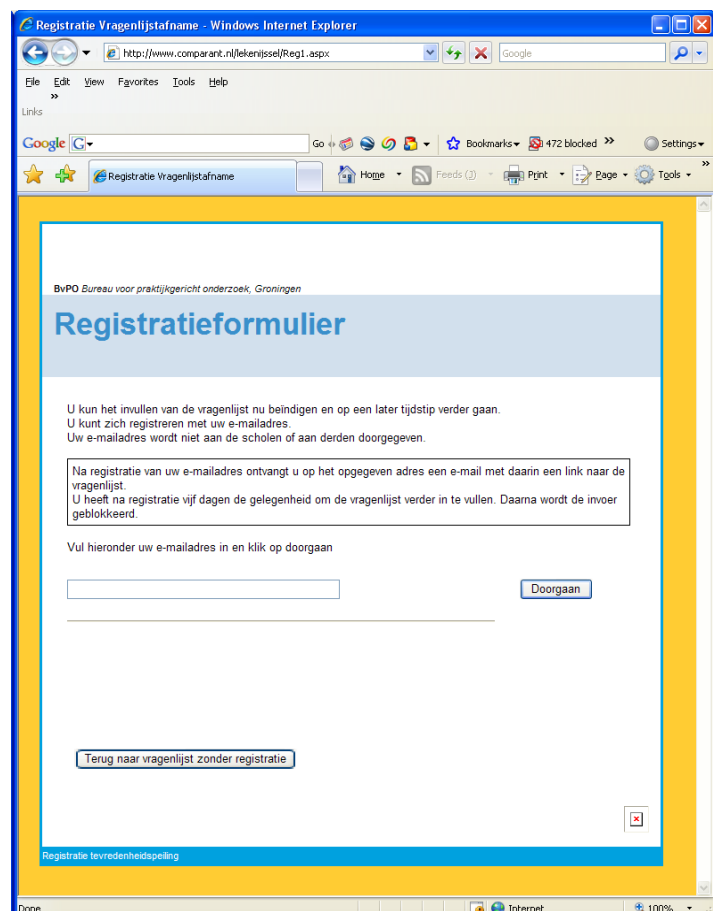 Registratie Vragenlijstafname - Windows Internet Explorer
http://www.comparant.nl/lekenijssel/Reg1.aspx
Google
File Edit View Favorites Tools Help
»
Links
Google G Go Bookmarks 472 blocked » Settings
Registratie Vragenlijstafname Home Feeds (J) Print Page Tools »
BvPO Bureau voor praktijkgericht onderzoek, Groningen
Registratieformulier
U kun het invullen van de vragenlijst nu beïndigen en op een later tijdstip verder gaan.
U kunt zich registreren met uw e-mailadres.
Uw e-mailadres wordt niet aan de scholen of aan derden doorgegeven.
Na registratie van uw e-mailadres ontvangt u op het opgegeven adres een e-mail met daarin een link naar de
vragenlijst.
U heeft na registratie vijf dagen de gelegenheid om de vragenlijst verder in te vullen. Daarna wordt de invoer
geblokkeerd.
Vul hieronder uw e-mailadres in en klik op doorgaan
Doorgaan
Terug naar vragenlijst zonder registratie
Registratie tevredenheidspeiling
Done Internet 100%